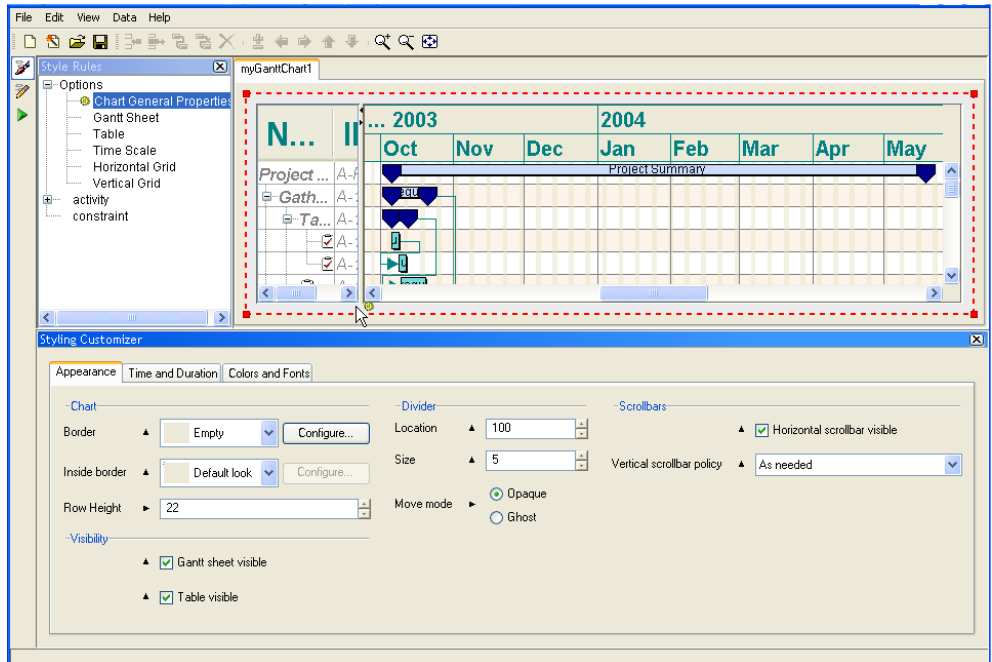 File Edit View Data Help
Style Rules
myGanttChart1
Options
Chart General Properties
Gantt Sheet
Table
Time Scale
Horizontal Grid
Vertical Grid
activity
constraint
N...
... 2003 2004
Oct Nov Dec Jan Feb Mar Apr May
Project ... Project Summary
Gath... A-
Ta... A-
A-
A-
Styling Customizer
Appearance Time and Duration Colors and Fonts
Chart Divider Scrollbars
Border Empty Configure... Location 100 Horizontal scrollbar visible
Inside border Default look Configure... Size 5 Vertical scrollbar policy As needed
Row Height 22 Move mode Opaque
Ghost
Visibility
Gantt sheet visible
Table visible